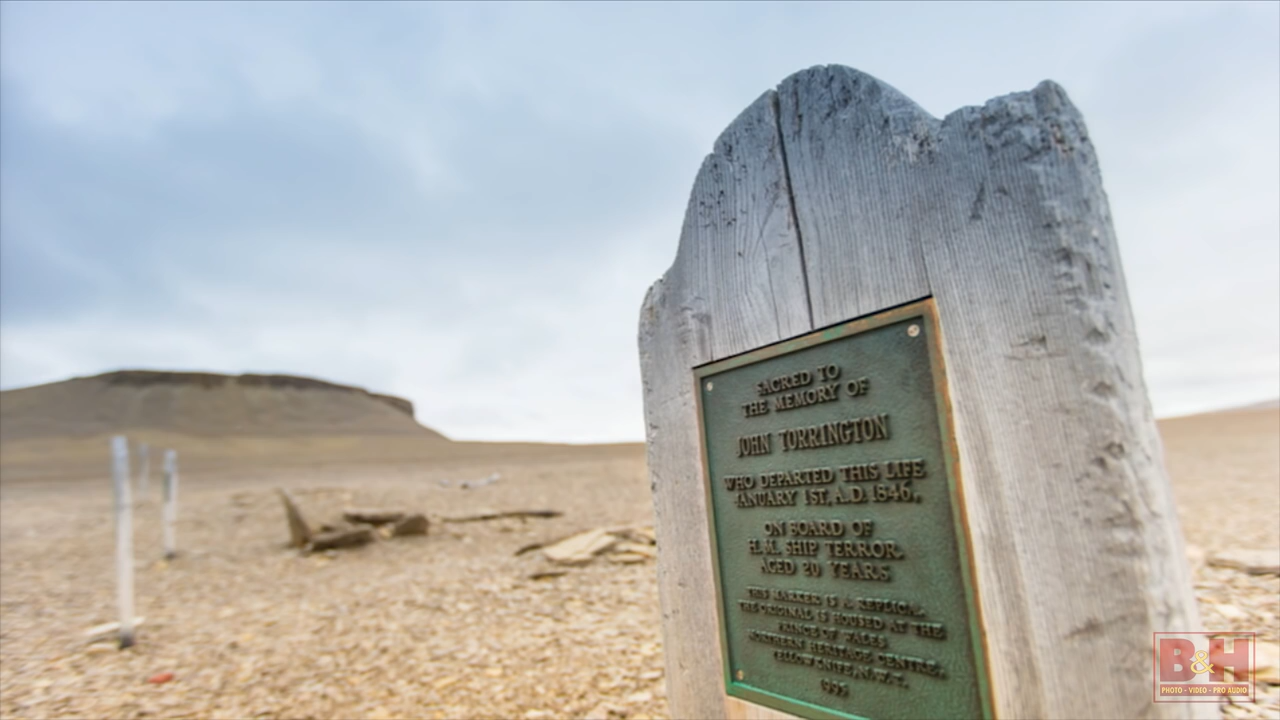 SACRED TO
THE MEMORY OF
JOHN TORRINGTON
WHO DEPARTED THIS LIFE
JANUARY 1ST, A.D. 1846,
ON BOARD OF
H.M. SHIP TERROR.
AGED 20 YEARS
THIS MARKER IS A REPLICA.
THE ORIGINAL IS HOUSED AT THE
PRINCE OF WALES
NORTHERN HERITAGE CENTRE,
YELLOWKNIFE, N.W.T.
1995
B&H
PHOTO - VIDEO - PRO AUDIO